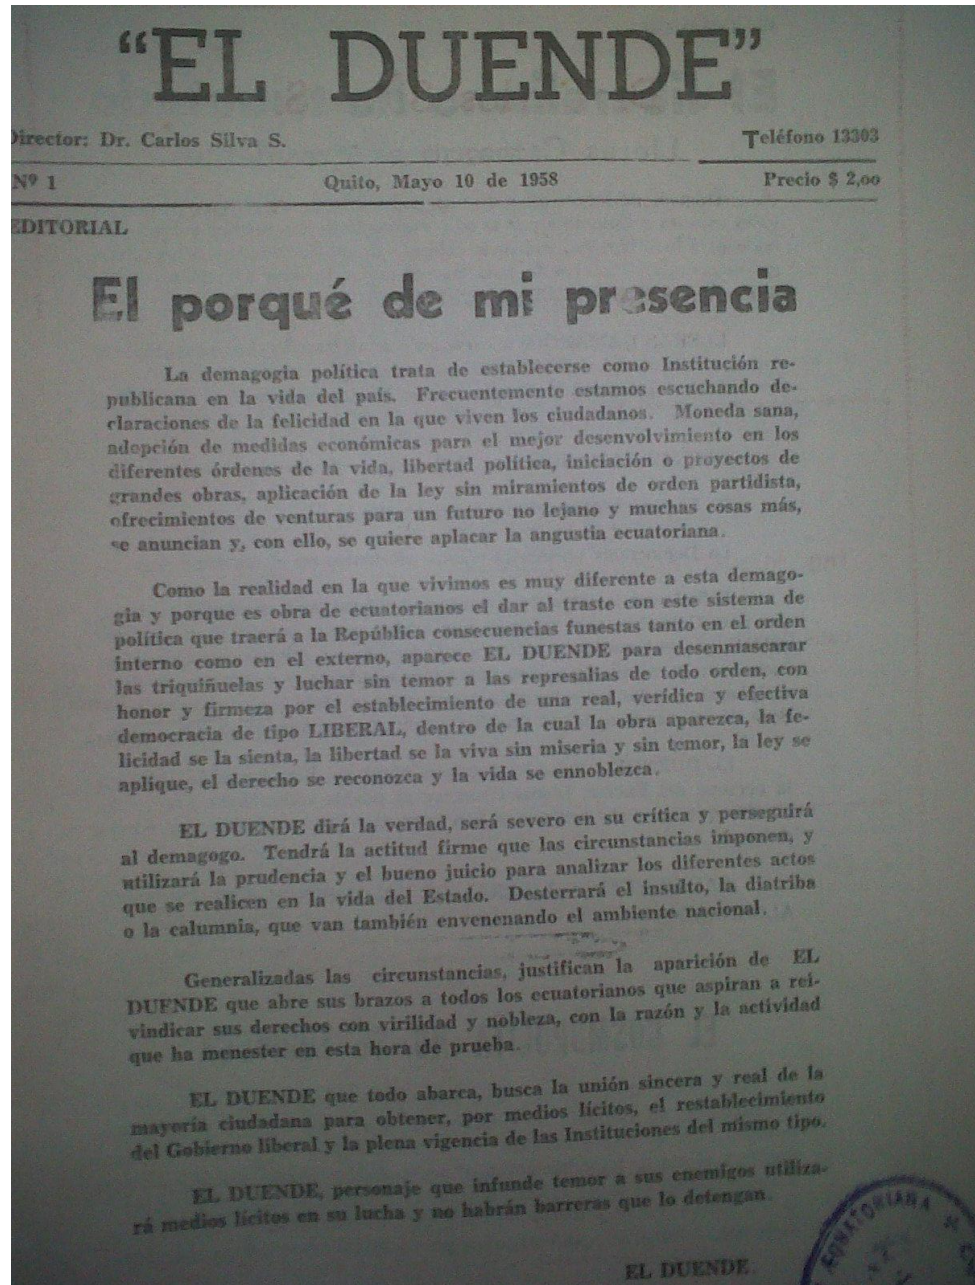 “EL DUENDE”
Director: Dr. Carlos Silva S.
Teléfono 13303
Nº 1
Quito, Mayo 10 de 1958
Precio $ 2,oo
EDITORIAL
El porqué de mi presencia
La demagogia política trata de establecerse como Institución re-
publicana en la vida del país. Frecuentemente estamos escuchando de-
claraciones de la felicidad en la que viven los ciudadanos. Moneda sana,
adopción de medidas económicas para el mejor desenvolvimiento en los
diferentes órdenes de la vida, libertad política, iniciación o proyectos de
grandes obras, aplicación de la ley sin miramientos de orden partidista,
ofrecimientos de venturas para un futuro no lejano y muchas cosas más,
se anuncian y, con ello, se quiere aplacar la angustia ecuatoriana.
Como la realidad en la que vivimos es muy diferente a esta demago-
gia y porque es obra de ecuatorianos el dar al traste con este sistema de
política que traerá a la República consecuencias funestas tanto en el orden
interno como en el externo, aparece EL DUENDE para desenmascarar
las triquiñuelas y luchar sin temor a las represalias de todo orden, con
honor y firmeza por el establecimiento de una real, verídica y efectiva
democracia de tipo LIBERAL, dentro de la cual la obra aparezca, la fe-
licidad se la sienta, la libertad se la viva sin miseria y sin temor, la ley se
aplique, el derecho se reconozca y la vida se ennoblezca.
EL DUENDE dirá la verdad, será severo en su crítica y perseguirá
al demagogo. Tendrá la actitud firme que las circunstancias imponen, y
utilizará la prudencia y el bueno juicio para analizar los diferentes actos
que se realicen en la vida del Estado. Desterrará el insulto, la diatriba
o la calumnia, que van también envenenando el ambiente nacional.
Generalizadas las circunstancias, justifican la aparición de EL
DUENDE que abre sus brazos a todos los ecuatorianos que aspiran a rei-
vindicar sus derechos con virilidad y nobleza, con la razón y la actividad
que ha menester en esta hora de prueba.
EL DUENDE que todo abarca, busca la unión sincera y real de la
mayoría ciudadana para obtener, por medios lícitos, el restablecimiento
del Gobierno liberal y la plena vigencia de las Instituciones del mismo tipo.
EL DUENDE, personaje que infunde temor a sus enemigos utiliza-
rá medios lícitos en su lucha y no habrán barreras que lo detengan.
EL DUENDE.
ECUATORIANA